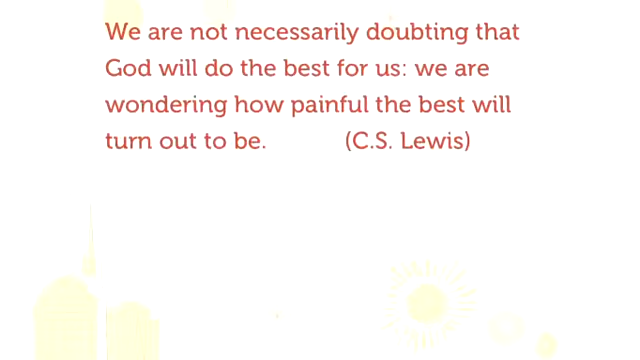 We are not necessarily doubting that
God will do the best for us: we are
wondering how painful the best will
turn out to be. (C.S. Lewis)